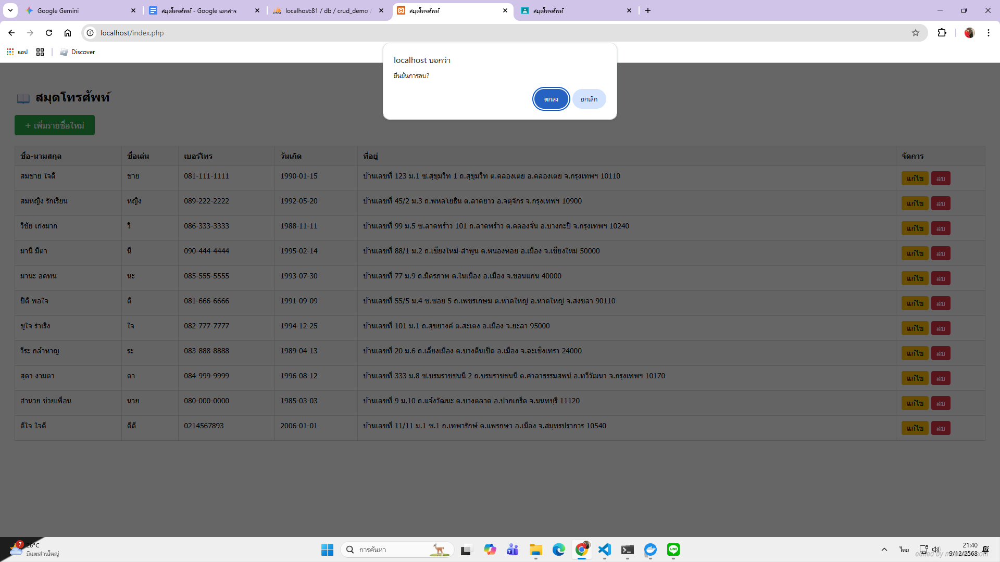 Google Gemini
สมุดโทรศัพท์ - Google เอกสาร
localhost:81 / db / crud_demo /
สมุดโทรศัพท์
สมุดโทรศัพท์
localhost/index.php
แอป
Discover
localhost บอกว่า
ยืนยันการลบ?
ตกลง ยกเลิก
สมุดโทรศัพท์
+ เพิ่มรายชื่อใหม่
ชื่อ-นามสกุล ชื่อเล่น เบอร์โทร วันเกิด ที่อยู่ จัดการ
สมชาย ใจดี ชาย 081-111-1111 1990-01-15 บ้านเลขที่ 123 ม.1 ซ.สุขุมวิท 1 ถ.สุขุมวิท ต.คลองเตย อ.คลองเตย จ.กรุงเทพฯ 10110 แก้ไข ลบ
สมหญิง รักเรียน หญิง 089-222-2222 1992-05-20 บ้านเลขที่ 45/2 ม.3 ถ.พหลโยธิน ต.ลาดยาว อ.จตุจักร จ.กรุงเทพฯ 10900 แก้ไข ลบ
วิชัย เก่งมาก วิ 086-333-3333 1988-11-11 บ้านเลขที่ 99 ม.5 ซ.ลาดพร้าว 101 ถ.ลาดพร้าว ต.คลองจั่น อ.บางกะปิ จ.กรุงเทพฯ 10240 แก้ไข ลบ
มานี มีตา นี 090-444-4444 1995-02-14 บ้านเลขที่ 88/1 ม.2 ถ.เชียงใหม่-ลำพูน ต.หนองหอย อ.เมือง จ.เชียงใหม่ 50000 แก้ไข ลบ
มานะ อดทน นะ 085-555-5555 1993-07-30 บ้านเลขที่ 77 ม.9 ถ.มิตรภาพ ต.ในเมือง อ.เมือง จ.ขอนแก่น 40000 แก้ไข ลบ
ปิติ พอใจ ติ 081-666-6666 1991-09-09 บ้านเลขที่ 55/5 ม.4 ซ.ซอย 5 ถ.เพชรเกษม ต.หาดใหญ่ อ.หาดใหญ่ จ.สงขลา 90110 แก้ไข ลบ
ชูใจ ร่าเริง ใจ 082-777-7777 1994-12-25 บ้านเลขที่ 101 ม.1 ถ.สุขยางค์ ต.สะเตง อ.เมือง จ.ยะลา 95000 แก้ไข ลบ
วีระ กล้าหาญ ระ 083-888-8888 1989-04-13 บ้านเลขที่ 20 ม.6 ถ.เลี่ยงเมือง ต.บางตีนเป็ด อ.เมือง จ.ฉะเชิงเทรา 24000 แก้ไข ลบ
สุดา งามตา ดา 084-999-9999 1996-08-12 บ้านเลขที่ 333 ม.8 ซ.บรมราชชนนี 2 ถ.บรมราชชนนี ต.ศาลาธรรมสพน์ อ.ทวีวัฒนา จ.กรุงเทพฯ 10170 แก้ไข ลบ
อำนวย ช่วยเพื่อน นวย 080-000-0000 1985-03-03 บ้านเลขที่ 9 ม.10 ถ.แจ้งวัฒนะ ต.บางตลาด อ.ปากเกร็ด จ.นนทบุรี 11120 แก้ไข ลบ
ดีใจ ใจดี ดีดี 0214567893 2006-01-01 บ้านเลขที่ 11/11 ม.1 ซ.1 ถ.เทพารักษ์ ต.แพรกษา อ.เมือง จ.สมุทรปราการ 10540 แก้ไข ลบ
7
26°C
มีเมฆส่วนใหญ่
การค้นหา
ไทย
21:40
9/12/2568
edited by